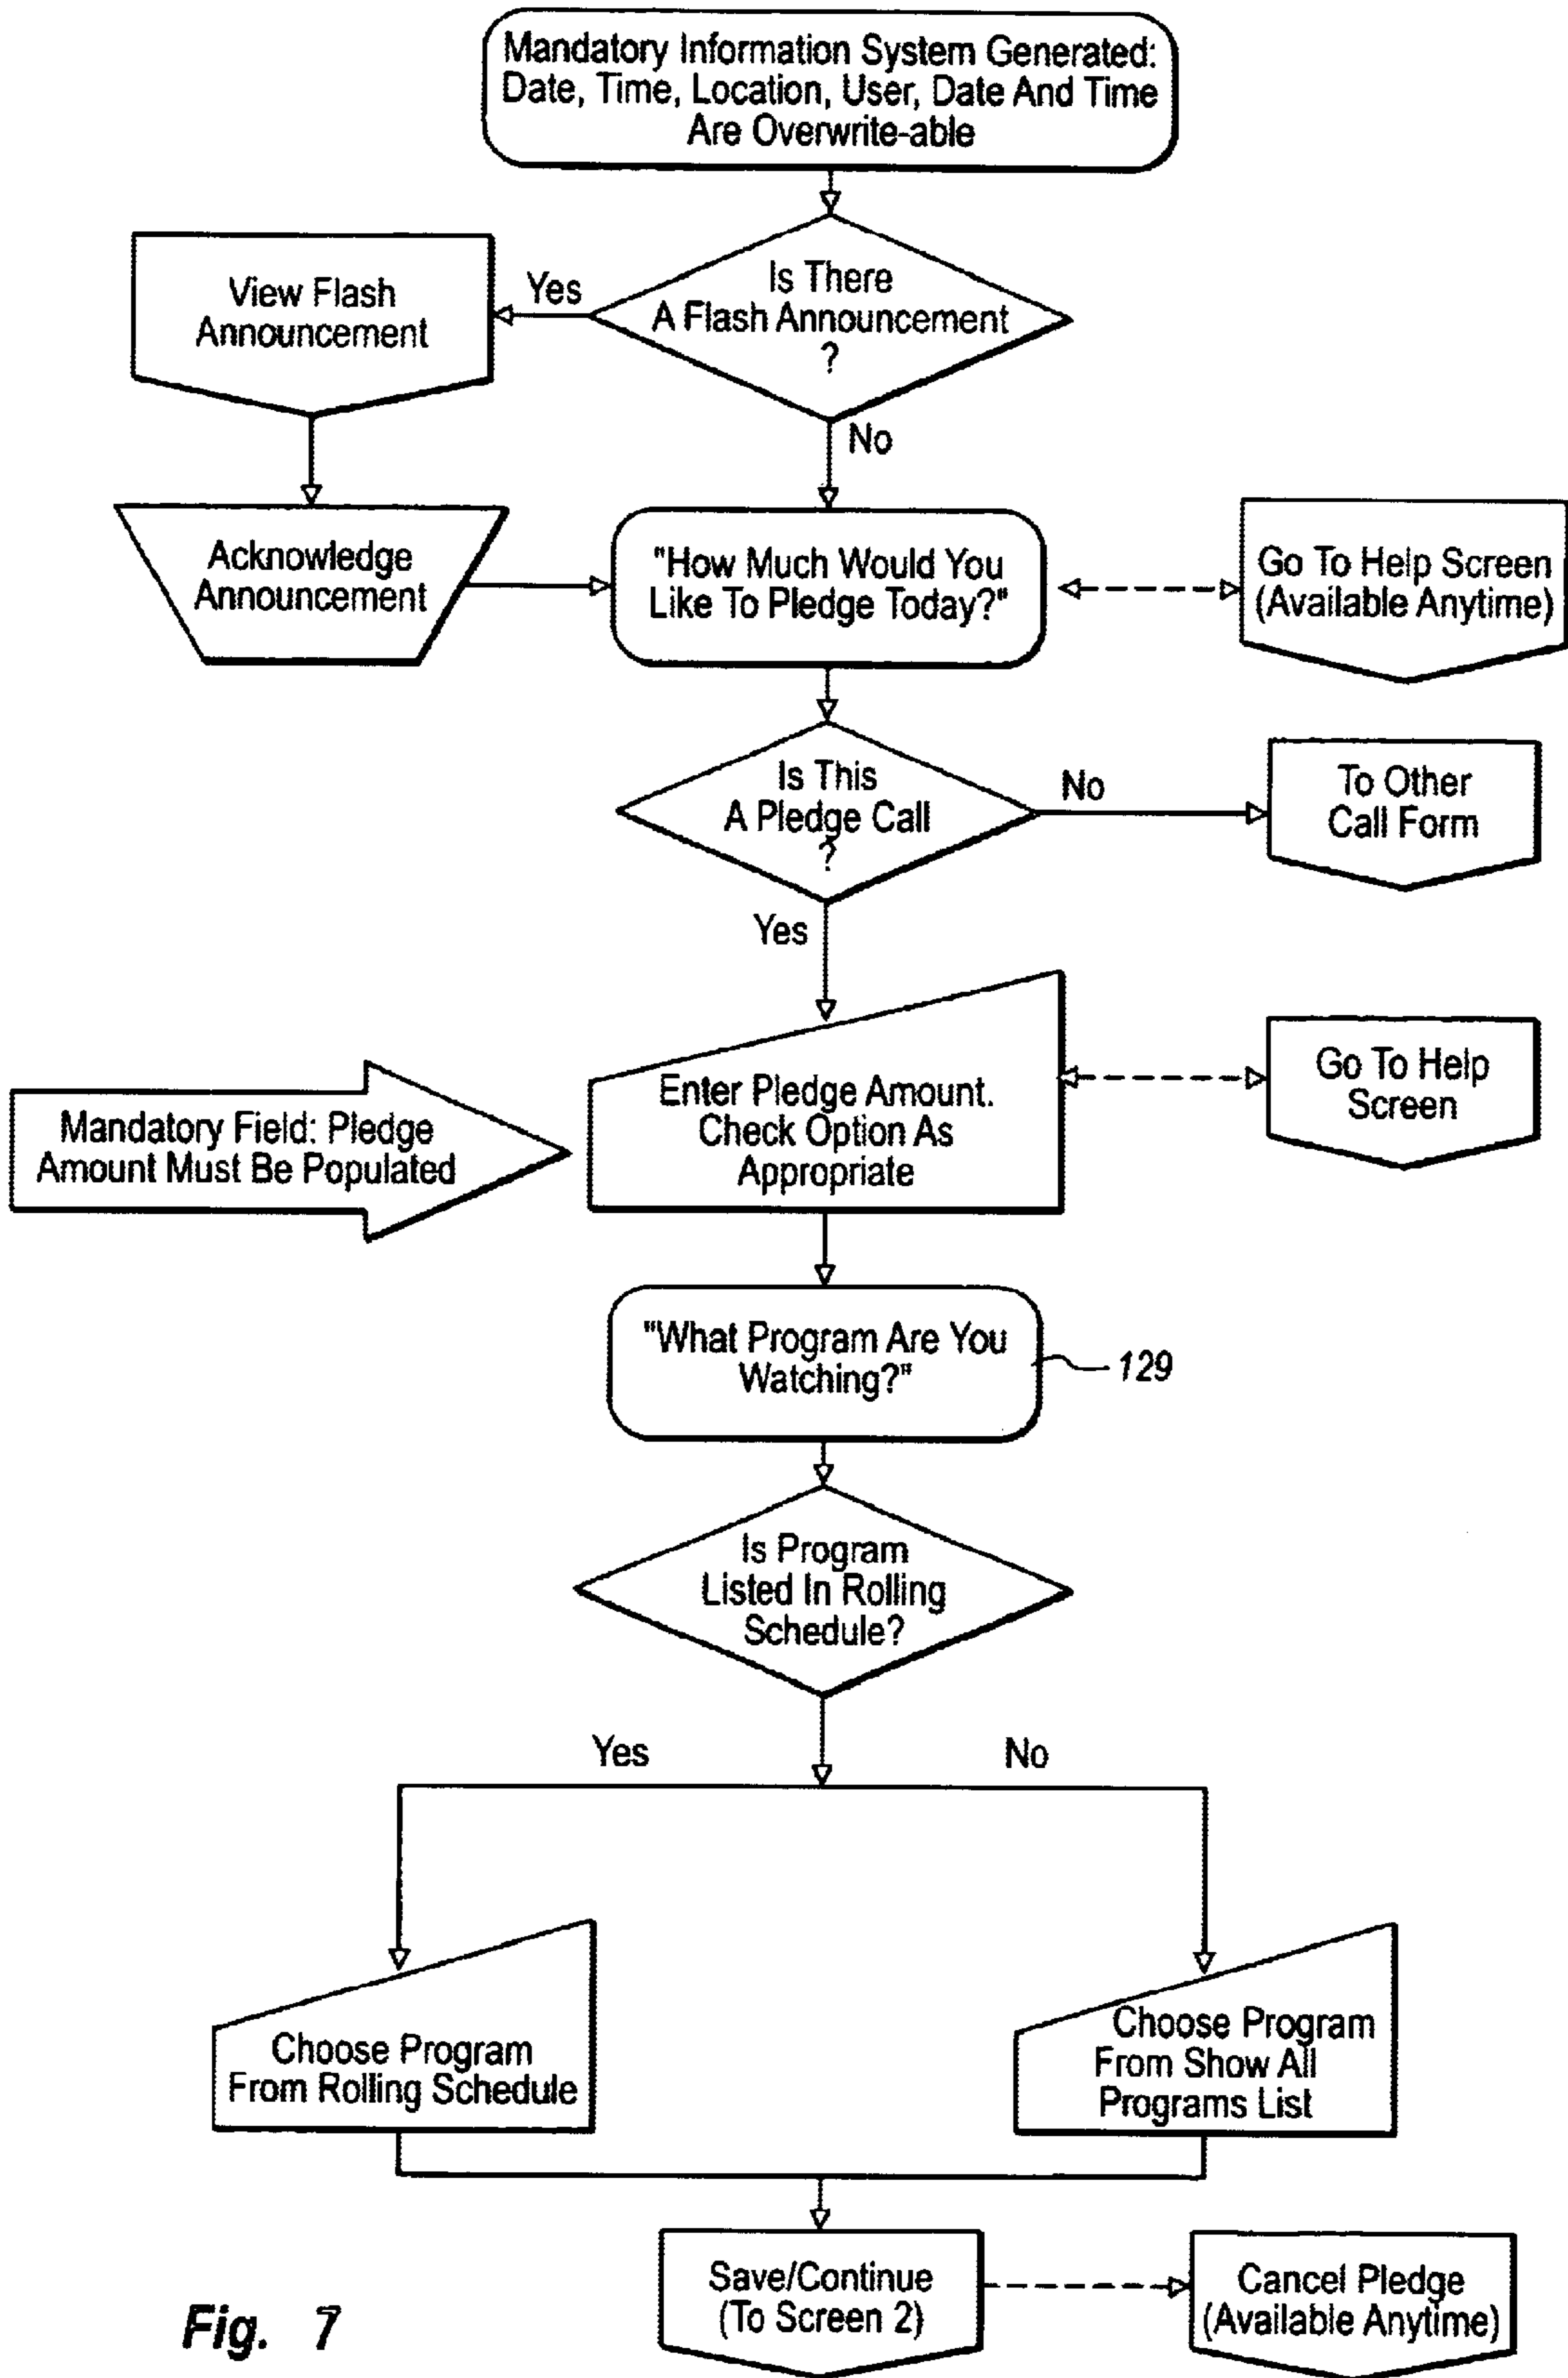 Mandatory Information System Generated:
Date, Time, Location, User, Date And Time
Are Overwrite-able
Is There
A Flash Announcement
?
Yes
View Flash
Announcement
No
Acknowledge
Announcement
"How Much Would You
Like To Pledge Today?"
Go To Help Screen
(Available Anytime)
Is This
A Pledge Call
?
No
To Other
Call Form
Yes
Mandatory Field: Pledge
Amount Must Be Populated
Enter Pledge Amount.
Check Option As
Appropriate
Go To Help
Screen
"What Program Are You
Watching?"
129
Is Program
Listed In Rolling
Schedule?
Yes
No
Choose Program
From Rolling Schedule
Choose Program
From Show All
Programs List
Save/Continue
(To Screen 2)
Cancel Pledge
(Available Anytime)
Fig. 7